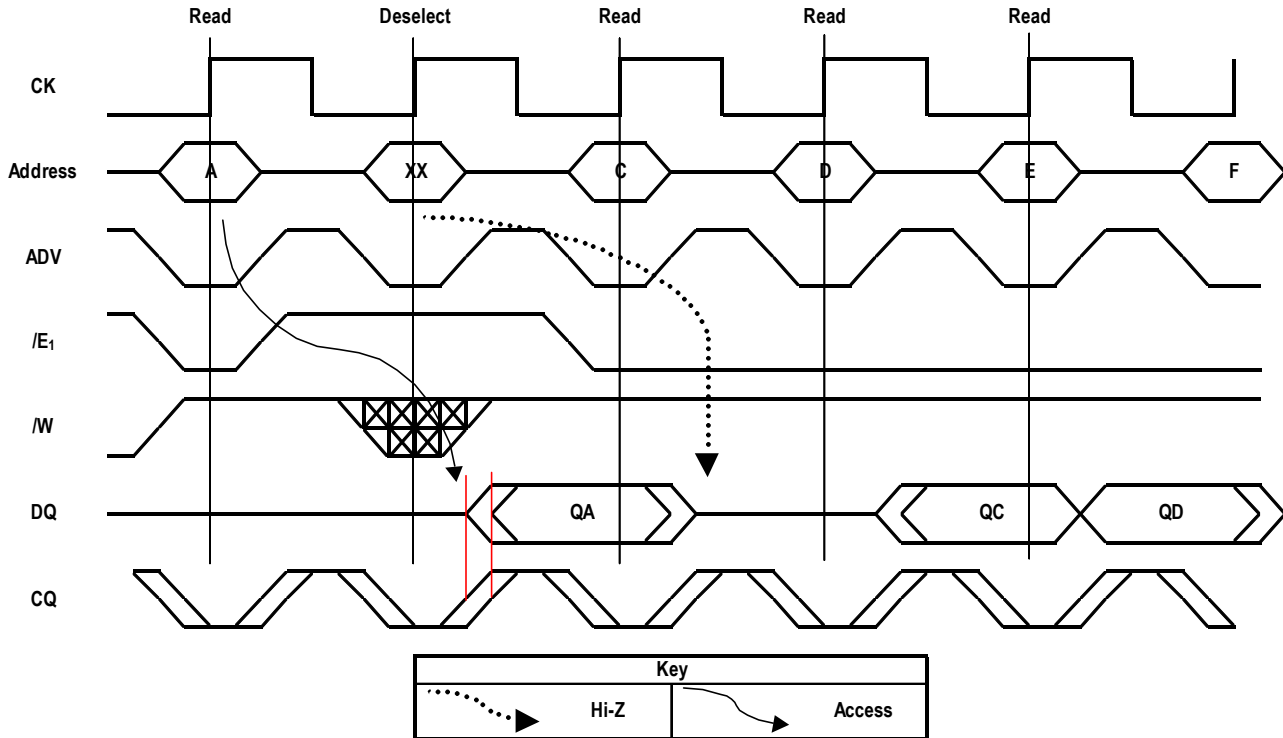 Read Deselect Read Read Read
CK
Address A XX C D E F
ADV
/E₁
/W
DQ QA QC QD
CQ
Key
Hi-Z Access